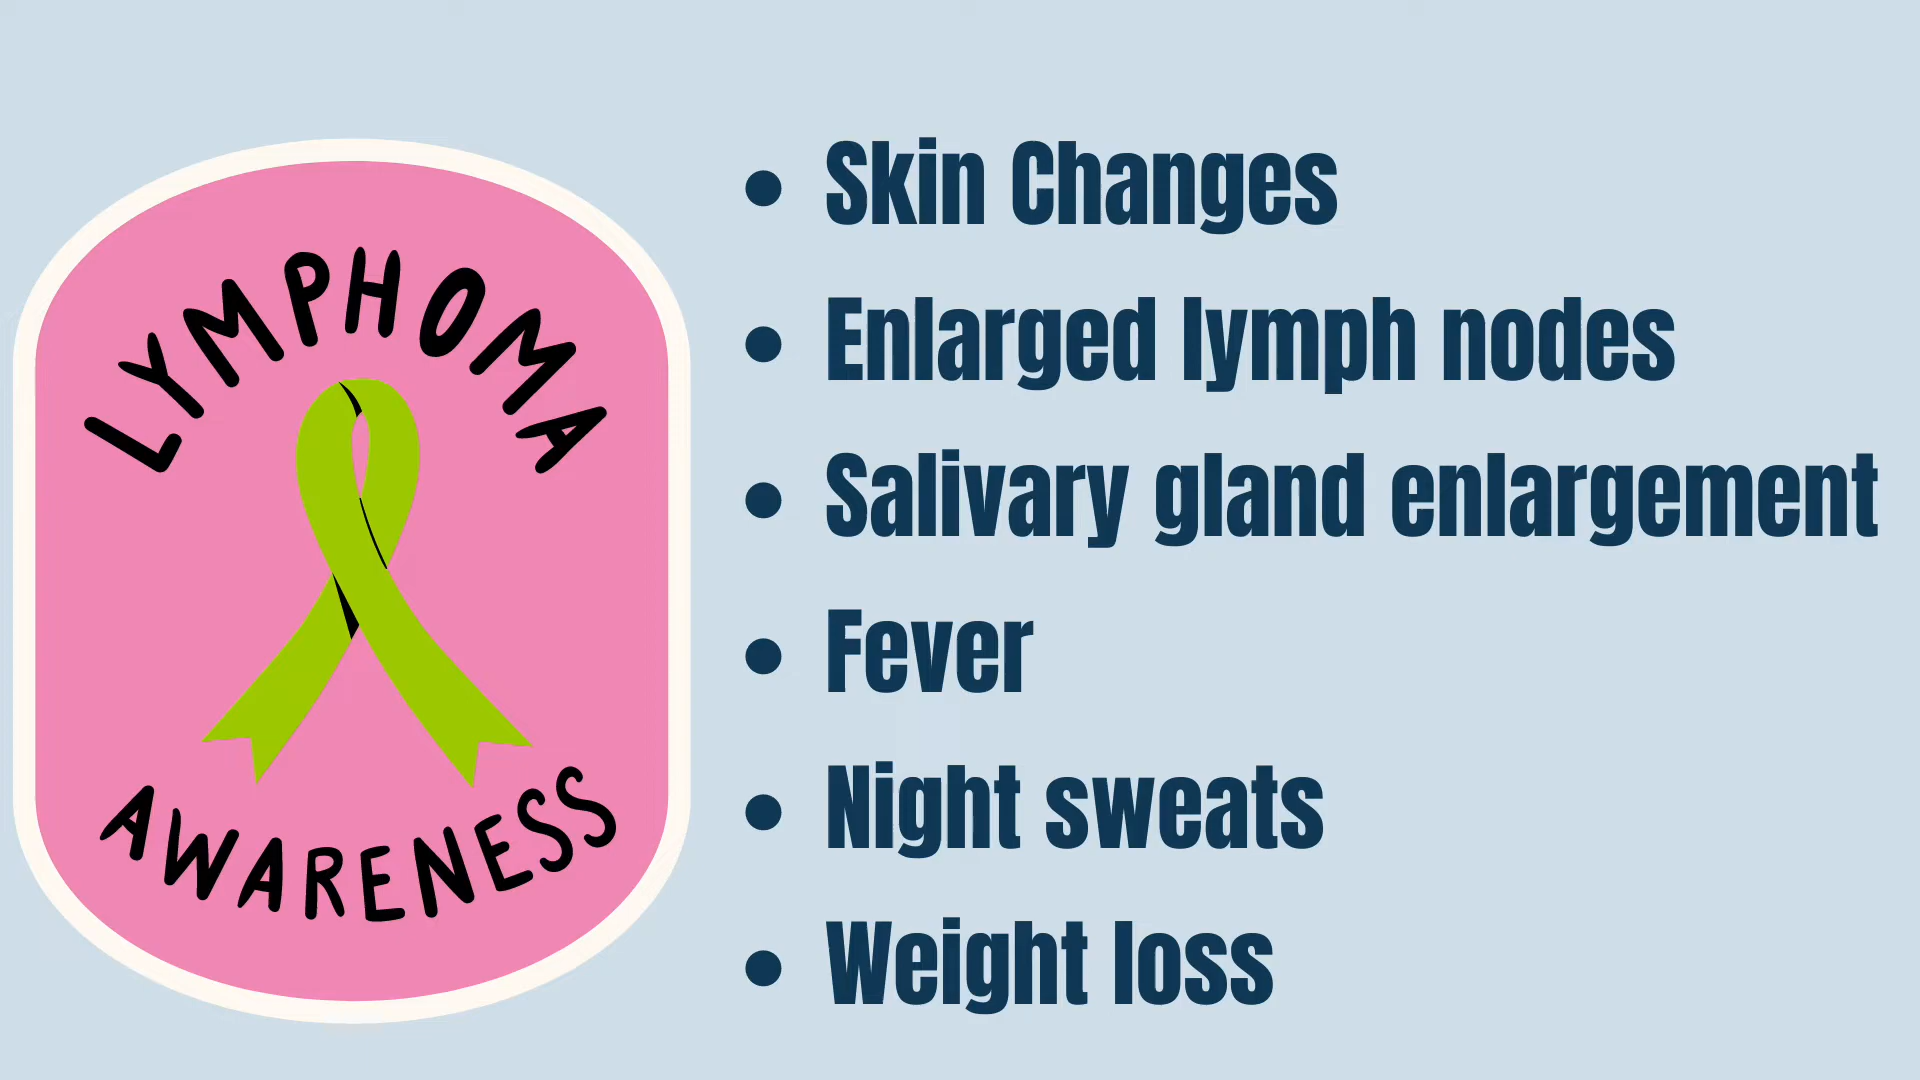 LYMPHOMA
AWARENESS
• Skin Changes
• Enlarged lymph nodes
• Salivary gland enlargement
• Fever
• Night sweats
• Weight loss